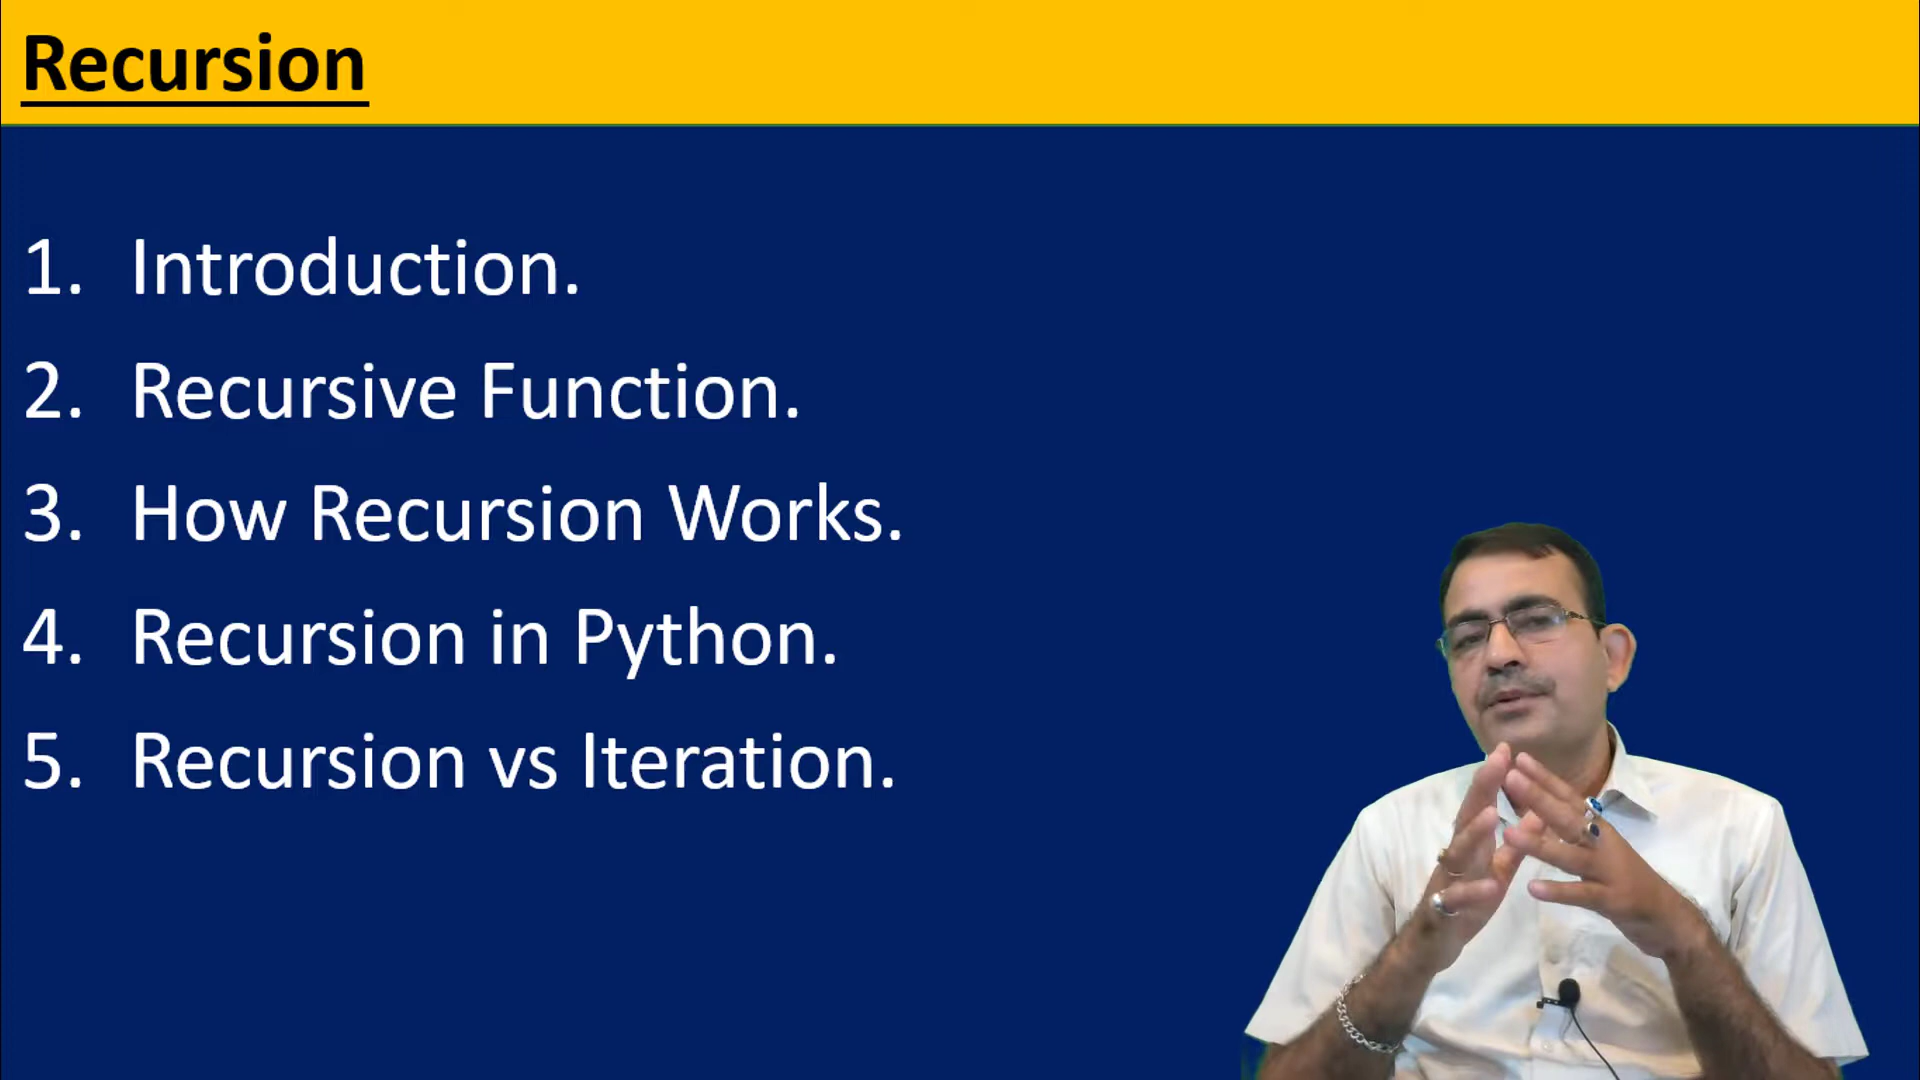 Recursion
1. Introduction.
2. Recursive Function.
3. How Recursion Works.
4. Recursion in Python.
5. Recursion vs Iteration.